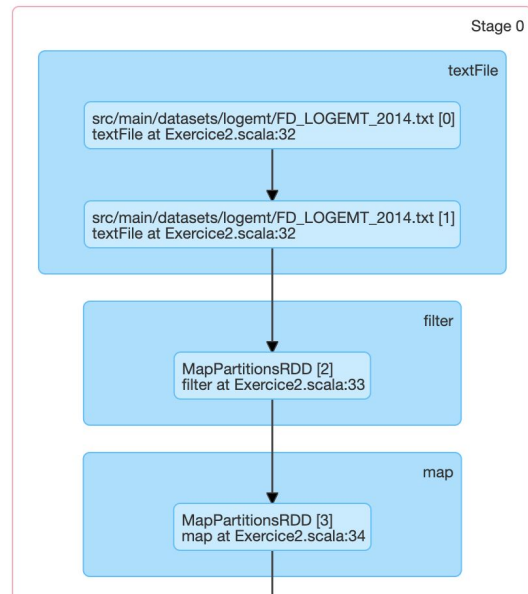 Stage 0
textFile
src/main/datasets/logemt/FD_LOGEMT_2014.txt [0]
textFile at Exercice2.scala:32
src/main/datasets/logemt/FD_LOGEMT_2014.txt [1]
textFile at Exercice2.scala:32
filter
MapPartitionsRDD [2]
filter at Exercice2.scala:33
map
MapPartitionsRDD [3]
map at Exercice2.scala:34